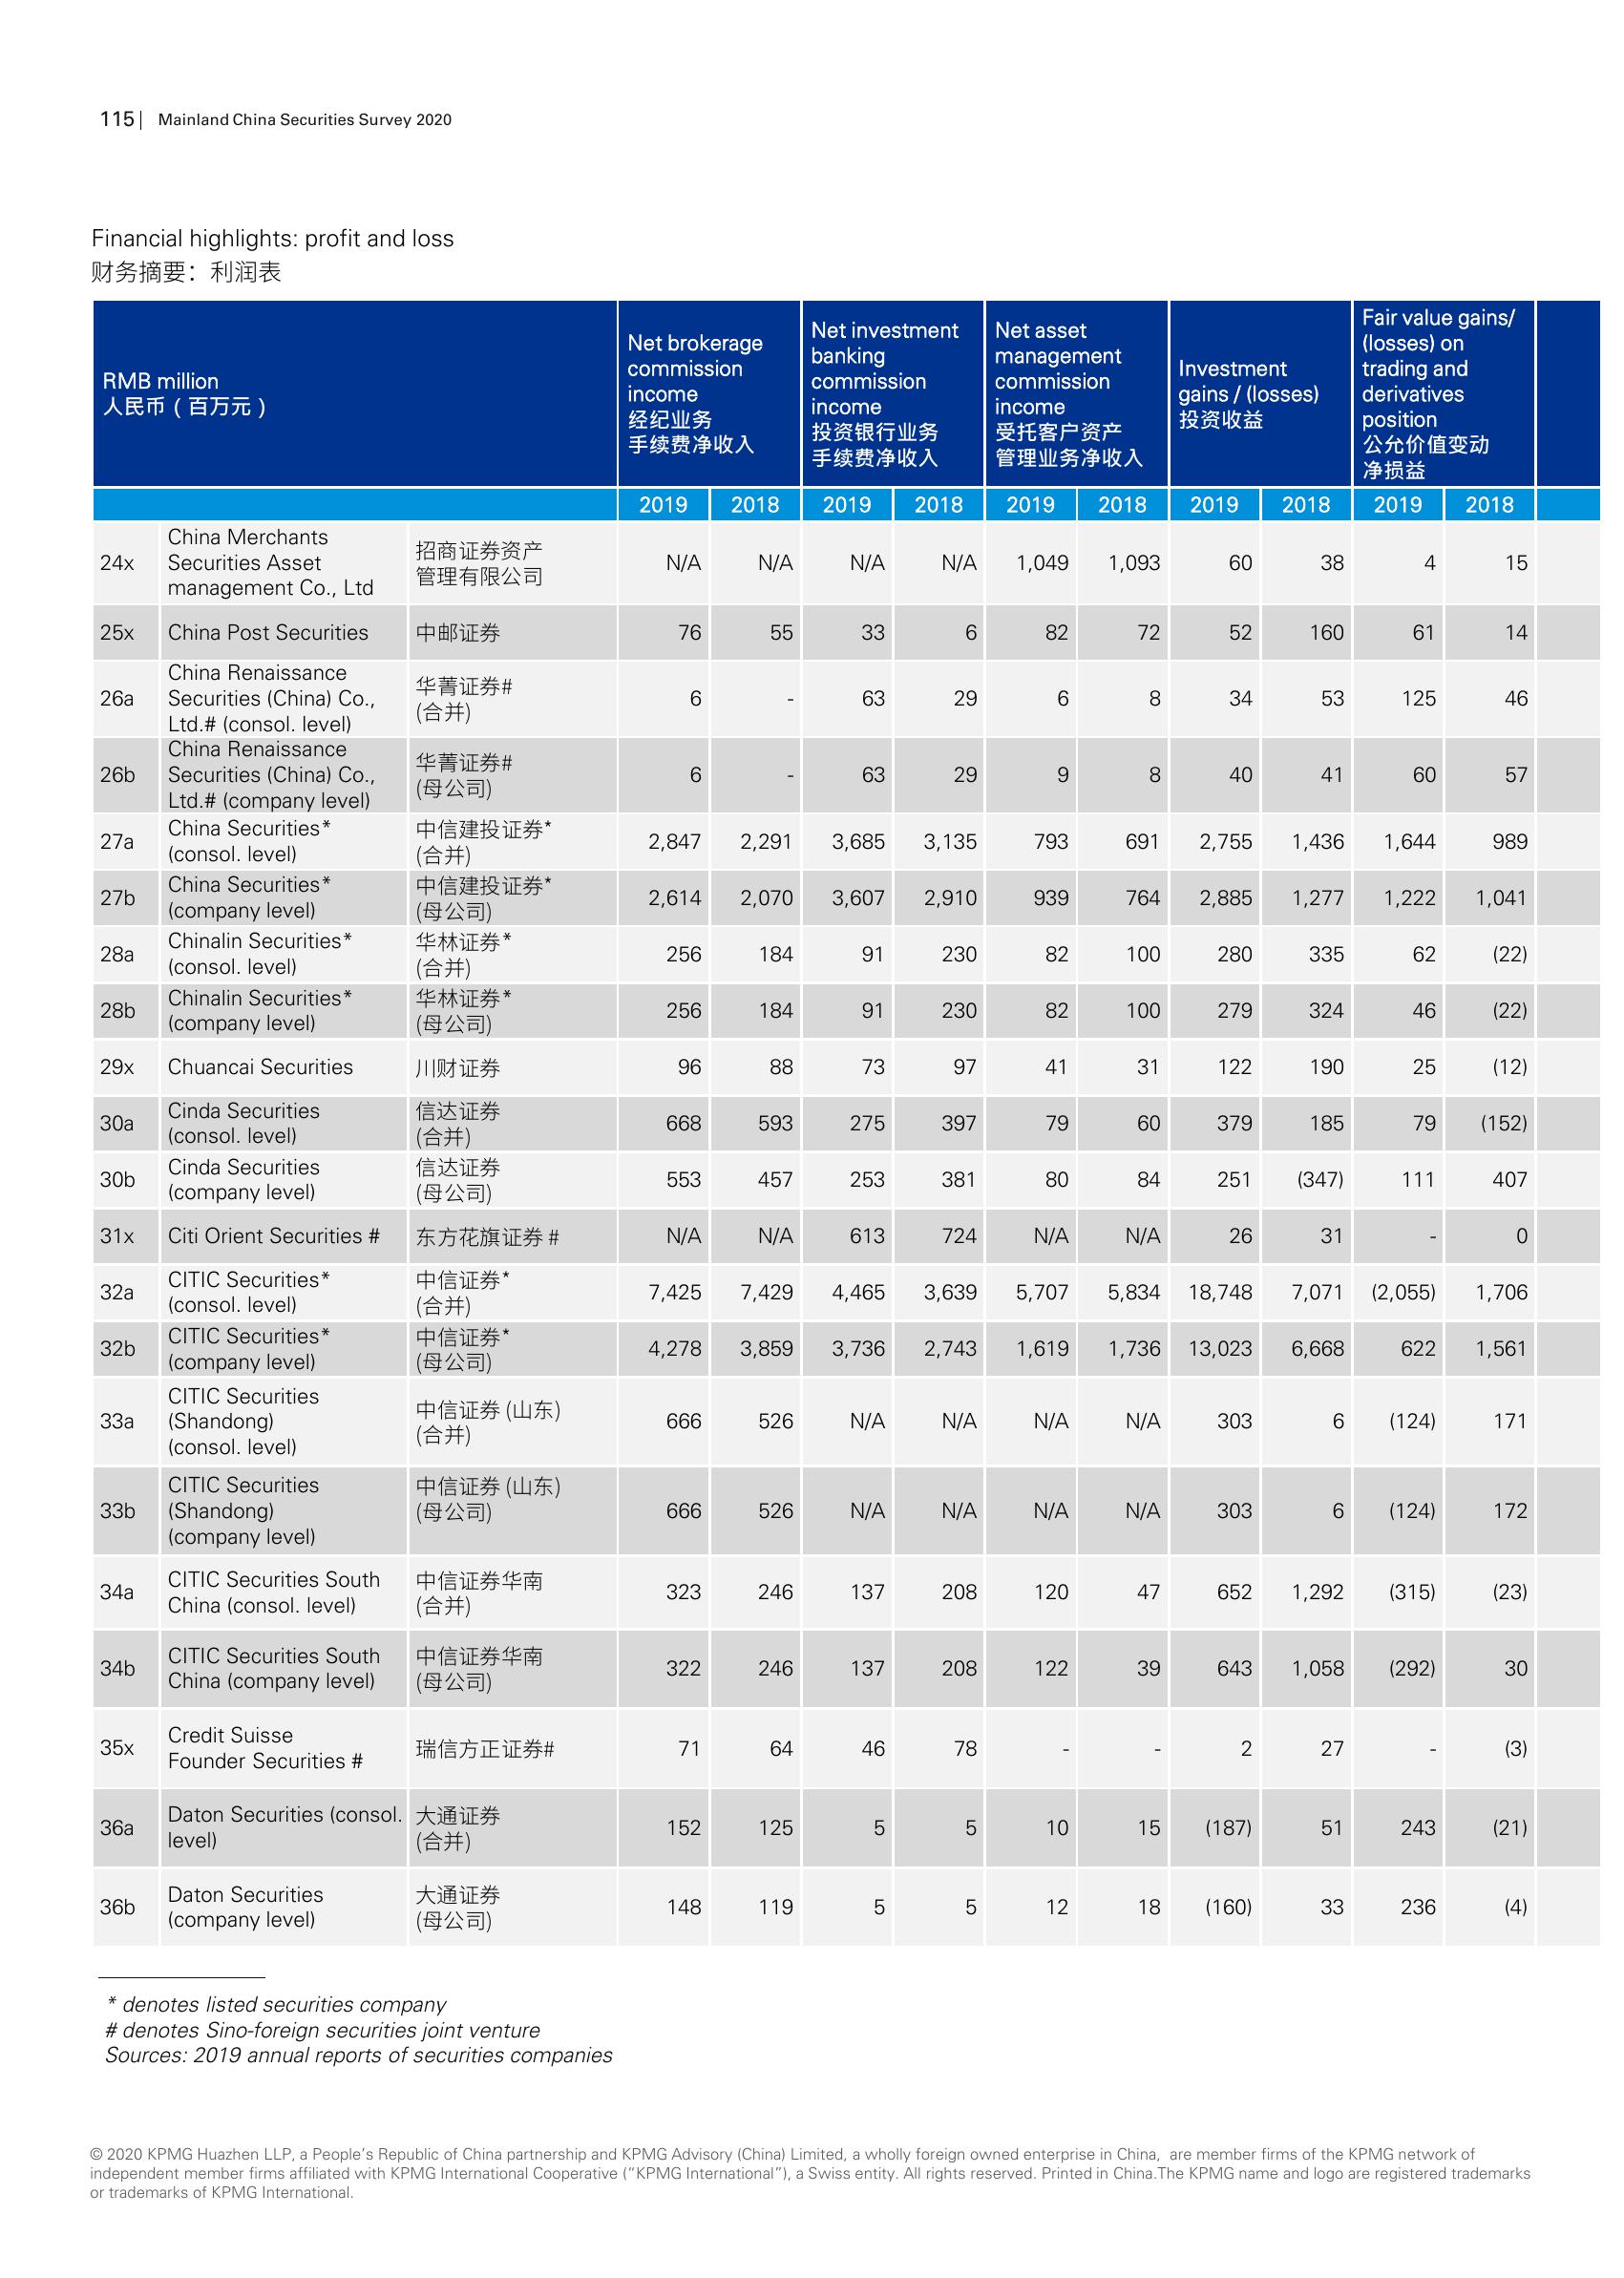 115 | Mainland China Securities Survey 2020
Financial highlights: profit and loss
财务摘要：利润表
RMB million
人民币（百万元）
Net brokerage
commission
income
经纪业务
手续费净收入
Net investment
banking
commission
income
投资银行业务
手续费净收入
Net asset
management
commission
income
受托客户资产
管理业务净收入
Investment
gains / (losses)
投资收益
Fair value gains/
(losses) on
trading and
derivatives
position
公允价值变动
净损益
2019 2018 2019 2018 2019 2018 2019 2018 2019 2018
24x China Merchants
Securities Asset
management Co., Ltd
招商证券资产
管理有限公司
N/A N/A N/A N/A 1,049 1,093 60 38 4 15
25x China Post Securities 中邮证券 76 55 33 6 82 72 52 160 61 14
26a China Renaissance
Securities (China) Co.,
Ltd.# (consol. level)
华菁证券#
(合并)
6 - 63 29 6 8 34 53 125 46
26b China Renaissance
Securities (China) Co.,
Ltd.# (company level)
华菁证券#
(母公司)
6 - 63 29 9 8 40 41 60 57
27a China Securities*
(consol. level)
中信建投证券*
(合并)
2,847 2,291 3,685 3,135 793 691 2,755 1,436 1,644 989
27b China Securities*
(company level)
中信建投证券*
(母公司)
2,614 2,070 3,607 2,910 939 764 2,885 1,277 1,222 1,041
28a Chinalin Securities*
(consol. level)
华林证券*
(合并)
256 184 91 230 82 100 280 335 62 (22)
28b Chinalin Securities*
(company level)
华林证券*
(母公司)
256 184 91 230 82 100 279 324 46 (22)
29x Chuancai Securities 川财证券 96 88 73 97 41 31 122 190 25 (12)
30a Cinda Securities
(consol. level)
信达证券
(合并)
668 593 275 397 79 60 379 185 79 (152)
30b Cinda Securities
(company level)
信达证券
(母公司)
553 457 253 381 80 84 251 (347) 111 407
31x Citi Orient Securities # 东方花旗证券 # N/A N/A 613 724 N/A N/A 26 31 - 0
32a CITIC Securities*
(consol. level)
中信证券*
(合并)
7,425 7,429 4,465 3,639 5,707 5,834 18,748 7,071 (2,055) 1,706
32b CITIC Securities*
(company level)
中信证券*
(母公司)
4,278 3,859 3,736 2,743 1,619 1,736 13,023 6,668 622 1,561
33a CITIC Securities
(Shandong)
(consol. level)
中信证券 (山东)
(合并)
666 526 N/A N/A N/A N/A 303 6 (124) 171
33b CITIC Securities
(Shandong)
(company level)
中信证券 (山东)
(母公司)
666 526 N/A N/A N/A N/A 303 6 (124) 172
34a CITIC Securities South
China (consol. level)
中信证券华南
(合并)
323 246 137 208 120 47 652 1,292 (315) (23)
34b CITIC Securities South
China (company level)
中信证券华南
(母公司)
322 246 137 208 122 39 643 1,058 (292) 30
35x Credit Suisse
Founder Securities #
瑞信方正证券#
71 64 46 78 - - 2 27 - (3)
36a Daton Securities (consol.
level)
大通证券
(合并)
152 125 5 5 10 15 (187) 51 243 (21)
36b Daton Securities
(company level)
大通证券
(母公司)
148 119 5 5 12 18 (160) 33 236 (4)
* denotes listed securities company
# denotes Sino-foreign securities joint venture
Sources: 2019 annual reports of securities companies
© 2020 KPMG Huazhen LLP, a People’s Republic of China partnership and KPMG Advisory (China) Limited, a wholly foreign owned enterprise in China, are member firms of the KPMG network of
independent member firms affiliated with KPMG International Cooperative (“KPMG International”), a Swiss entity. All rights reserved. Printed in China.The KPMG name and logo are registered trademarks
or trademarks of KPMG International.